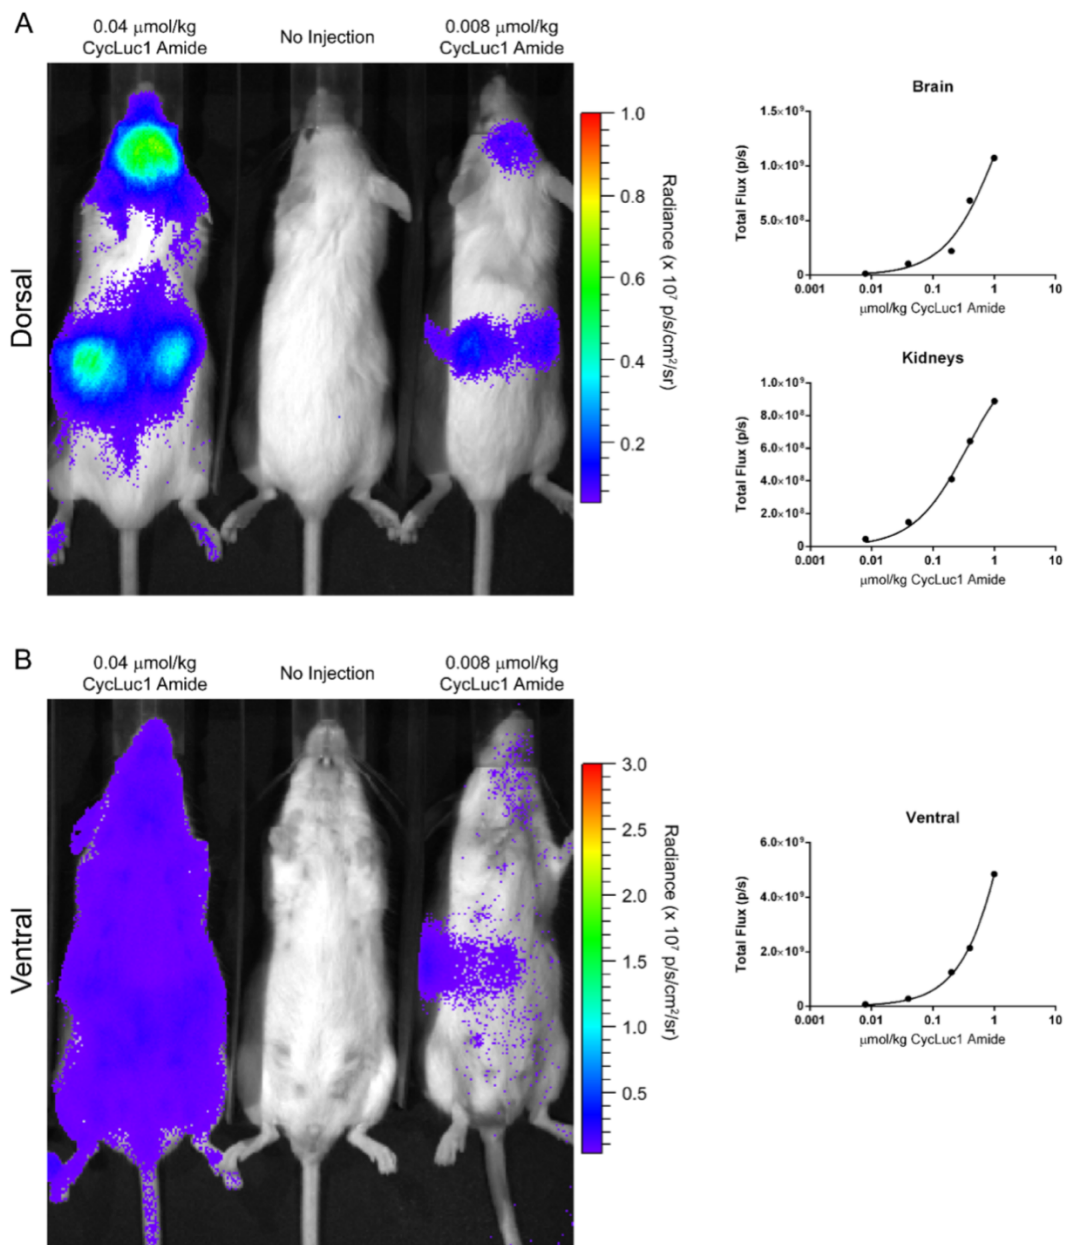 A
0.04 μmol/kg
CycLuc1 Amide
No Injection
0.008 μmol/kg
CycLuc1 Amide
Dorsal
1.0
0.8
0.6
0.4
0.2
Radiance (x 10⁷ p/s/cm²/sr)
Brain
Total Flux (p/s)
1.5×10⁹
1.0×10⁹
5.0×10⁸
0
0.001 0.01 0.1 1 10
μmol/kg CycLuc1 Amide
Kidneys
Total Flux (p/s)
1.0×10⁹
8.0×10⁸
6.0×10⁸
4.0×10⁸
2.0×10⁸
0
0.001 0.01 0.1 1 10
μmol/kg CycLuc1 Amide
B
0.04 μmol/kg
CycLuc1 Amide
No Injection
0.008 μmol/kg
CycLuc1 Amide
Ventral
3.0
2.5
2.0
1.5
1.0
0.5
Radiance (x 10⁷ p/s/cm²/sr)
Ventral
Total Flux (p/s)
6.0×10⁹
4.0×10⁹
2.0×10⁹
0
0.001 0.01 0.1 1 10
μmol/kg CycLuc1 Amide